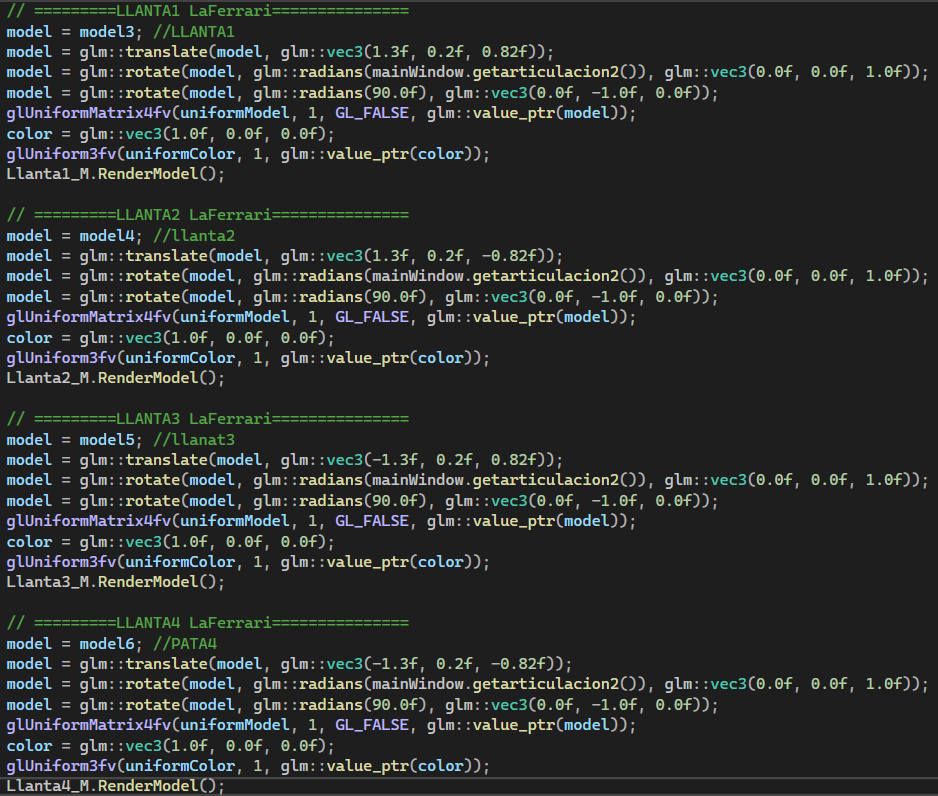 // =========LLANTA1 LaFerrari===============
model = model3; //LLANTA1
model = glm::translate(model, glm::vec3(1.3f, 0.2f, 0.82f));
model = glm::rotate(model, glm::radians(mainWindow.getarticulacion2()), glm::vec3(0.0f, 0.0f, 1.0f));
model = glm::rotate(model, glm::radians(90.0f), glm::vec3(0.0f, -1.0f, 0.0f));
glUniformMatrix4fv(uniformModel, 1, GL_FALSE, glm::value_ptr(model));
color = glm::vec3(1.0f, 0.0f, 0.0f);
glUniform3fv(uniformColor, 1, glm::value_ptr(color));
Llanta1_M.RenderModel();

// =========LLANTA2 LaFerrari===============
model = model4; //llanta2
model = glm::translate(model, glm::vec3(1.3f, 0.2f, -0.82f));
model = glm::rotate(model, glm::radians(mainWindow.getarticulacion2()), glm::vec3(0.0f, 0.0f, 1.0f));
model = glm::rotate(model, glm::radians(90.0f), glm::vec3(0.0f, -1.0f, 0.0f));
glUniformMatrix4fv(uniformModel, 1, GL_FALSE, glm::value_ptr(model));
color = glm::vec3(1.0f, 0.0f, 0.0f);
glUniform3fv(uniformColor, 1, glm::value_ptr(color));
Llanta2_M.RenderModel();

// =========LLANTA3 LaFerrari===============
model = model5; //llanat3
model = glm::translate(model, glm::vec3(-1.3f, 0.2f, 0.82f));
model = glm::rotate(model, glm::radians(mainWindow.getarticulacion2()), glm::vec3(0.0f, 0.0f, 1.0f));
model = glm::rotate(model, glm::radians(90.0f), glm::vec3(0.0f, -1.0f, 0.0f));
glUniformMatrix4fv(uniformModel, 1, GL_FALSE, glm::value_ptr(model));
color = glm::vec3(1.0f, 0.0f, 0.0f);
glUniform3fv(uniformColor, 1, glm::value_ptr(color));
Llanta3_M.RenderModel();

// =========LLANTA4 LaFerrari===============
model = model6; //PATA4
model = glm::translate(model, glm::vec3(-1.3f, 0.2f, -0.82f));
model = glm::rotate(model, glm::radians(mainWindow.getarticulacion2()), glm::vec3(0.0f, 0.0f, 1.0f));
model = glm::rotate(model, glm::radians(90.0f), glm::vec3(0.0f, -1.0f, 0.0f));
glUniformMatrix4fv(uniformModel, 1, GL_FALSE, glm::value_ptr(model));
color = glm::vec3(1.0f, 0.0f, 0.0f);
glUniform3fv(uniformColor, 1, glm::value_ptr(color));
Llanta4_M.RenderModel();